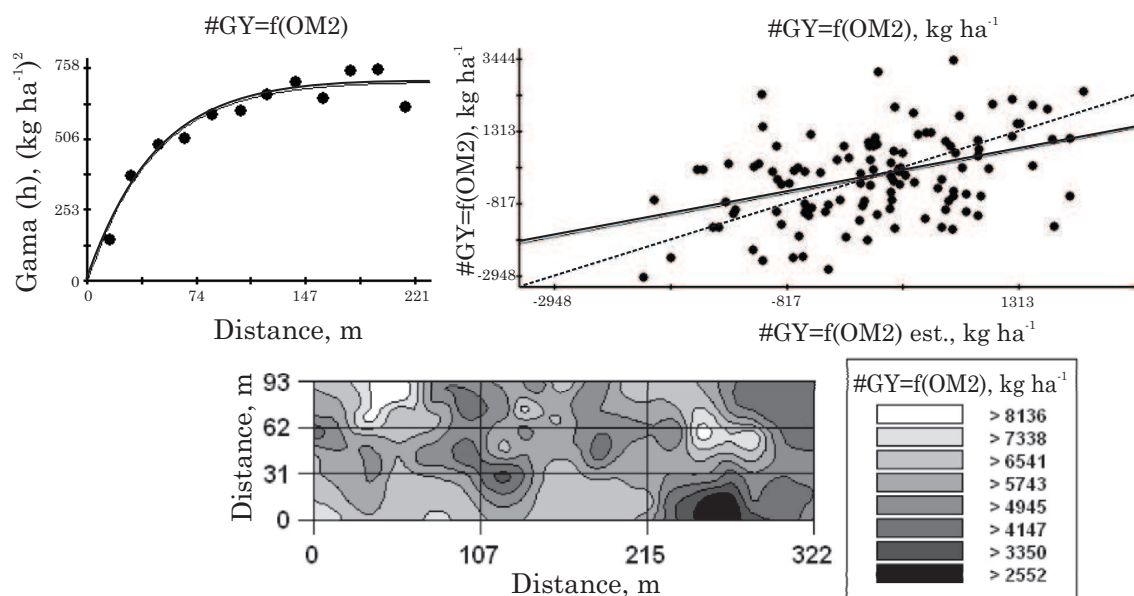 #GY=f(OM2)
Gama (h), (kg ha⁻¹)²
758
506
253
0
0 74 147 221
Distance, m
#GY=f(OM2), kg ha⁻¹
#GY=f(OM2), kg ha⁻¹
3444
1313
-817
-2948
-2948 -817 1313
#GY=f(OM2) est., kg ha⁻¹
Distance, m
93
62
31
0
0 107 215 322
Distance, m
#GY=f(OM2), kg ha⁻¹
> 8136
> 7338
> 6541
> 5743
> 4945
> 4147
> 3350
> 2552